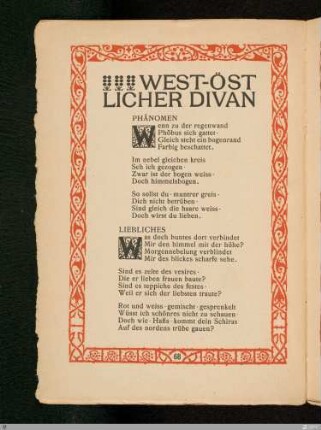 WEST-ÖST
LICHER DIVAN
PHÄNOMEN
Wenn zu der regenwand
Phöbus sich gattet·
Gleich steht ein bogenrand
Farbig beschattet.
Im nebel gleichen kreis
Seh ich gezogen·
Zwar ist der bogen weiss·
Doch himmelsbogen.
So sollst du· muntrer greis·
Dich nicht betrüben·
Sind gleich die haare weiss·
Doch wirst du lieben.
LIEBLICHES
Was doch buntes dort verbindet
Mir den himmel mit der höhe?
Morgennebelung verblindet
Mir des blickes scharfe sehe.
Sind es zelte des vesires·
Die er lieben frauen baute?
Sind es teppiche des festes·
Weil er sich der liebsten traute?
Rot und weiss· gemischt· gesprenkelt
Wüsst ich schönres nicht zu schauen·
Doch wie· Hafis· kommt dein Schiras
Auf des nordens trübe gauen?